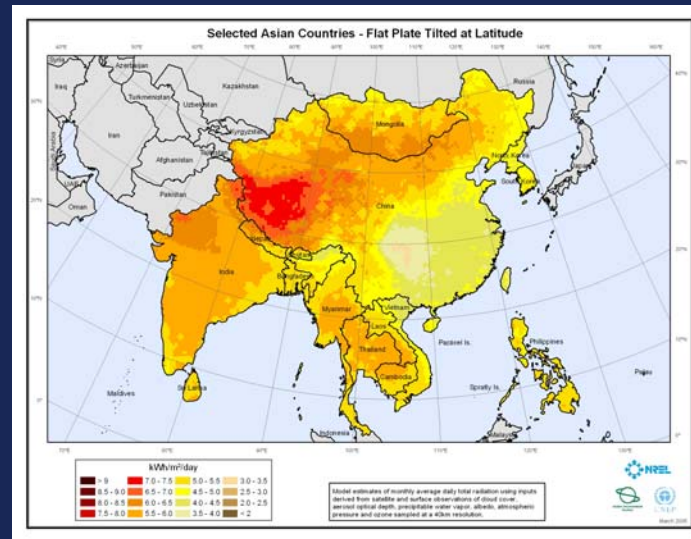 Selected Asian Countries - Flat Plate Tilted at Latitude
Syria
Azerbaijan
Iraq
Turkmenistan
Uzbekistan
Kazakhstan
Russia
Iran
Kyrgyzstan
Mongolia
Afghanistan
North Korea
South Korea
Japan
Saudi Arabia
UAE
Oman
Pakistan
China
Nepal
India
Bangladesh
Myanmar
Vietnam
Laos
Thailand
Cambodia
Paracel Is.
Philippines
Spratly Is.
Palau
Sri Lanka
Maldives
Indonesia
Malaysia
kWh/m²/day
> 9
8.5 - 9.0
8.0 - 8.5
7.5 - 8.0
7.0 - 7.5
6.5 - 7.0
6.0 - 6.5
5.5 - 6.0
5.0 - 5.5
4.5 - 5.0
4.0 - 4.5
3.5 - 4.0
3.0 - 3.5
2.5 - 3.0
2.0 - 2.5
< 2
Model estimates of monthly average daily total radiation using inputs
derived from satellite and surface observations of cloud cover,
aerosol optical depth, precipitable water vapor, albedo, atmospheric
pressure and ozone sampled at a 40km resolution.
NREL
UNEP